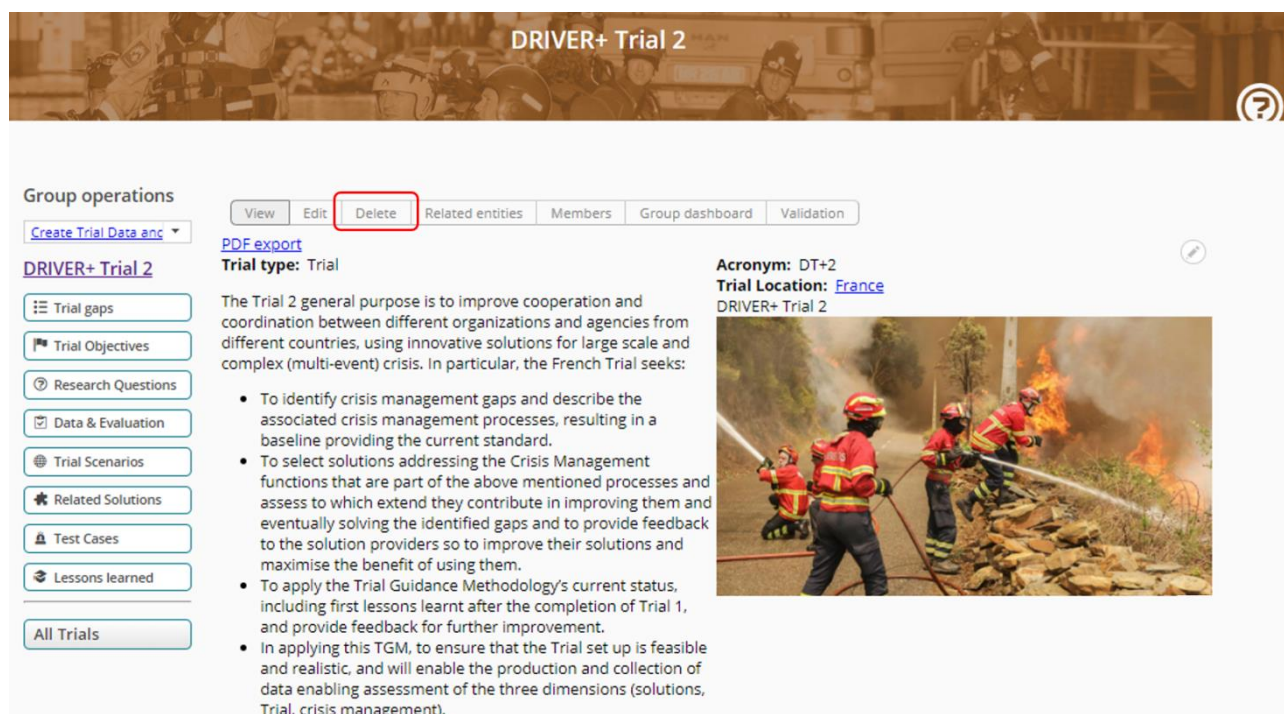 DRIVER+ Trial 2
Group operations
Create Trial Data and
DRIVER+ Trial 2
Trial gaps
Trial Objectives
Research Questions
Data & Evaluation
Trial Scenarios
Related Solutions
Test Cases
Lessons learned
All Trials
View Edit Delete Related entities Members Group dashboard Validation
PDF export
Trial type: Trial
The Trial 2 general purpose is to improve cooperation and
coordination between different organizations and agencies from
different countries, using innovative solutions for large scale and
complex (multi-event) crisis. In particular, the French Trial seeks:
• To identify crisis management gaps and describe the
associated crisis management processes, resulting in a
baseline providing the current standard.
• To select solutions addressing the Crisis Management
functions that are part of the above mentioned processes and
assess to which extend they contribute in improving them and
eventually solving the identified gaps and to provide feedback
to the solution providers so to improve their solutions and
maximise the benefit of using them.
• To apply the Trial Guidance Methodology's current status,
including first lessons learnt after the completion of Trial 1,
and provide feedback for further improvement.
• In applying this TGM, to ensure that the Trial set up is feasible
and realistic, and will enable the production and collection of
data enabling assessment of the three dimensions (solutions,
Trial, crisis management).
Acronym: DT+2
Trial Location: France
DRIVER+ Trial 2